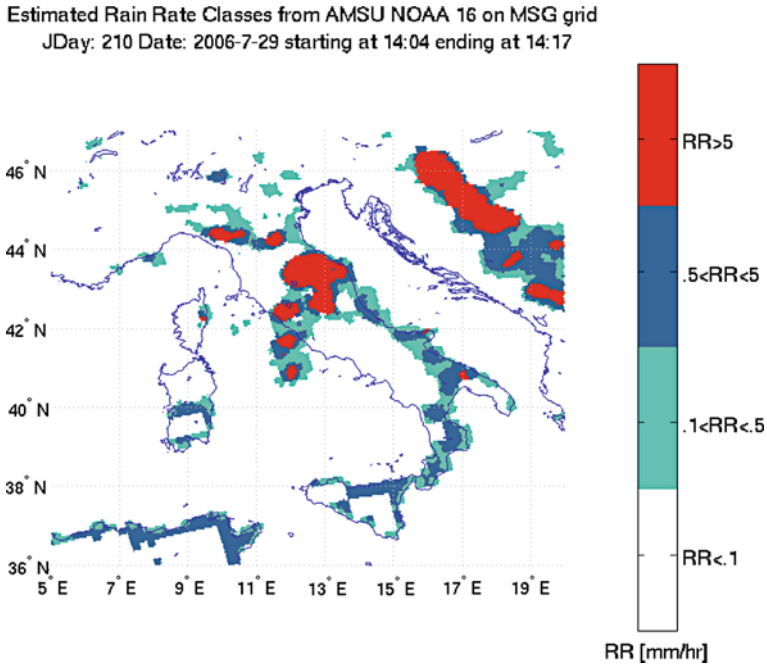 Estimated Rain Rate Classes from AMSU NOAA 16 on MSG grid
JDay: 210 Date: 2006-7-29 starting at 14:04 ending at 14:17
46° N
44° N
42° N
40° N
38° N
36° N
5° E 7° E 9° E 11° E 13° E 15° E 17° E 19° E
RR>5
.5<RR<5
.1<RR<.5
RR<.1
RR [mm/hr]